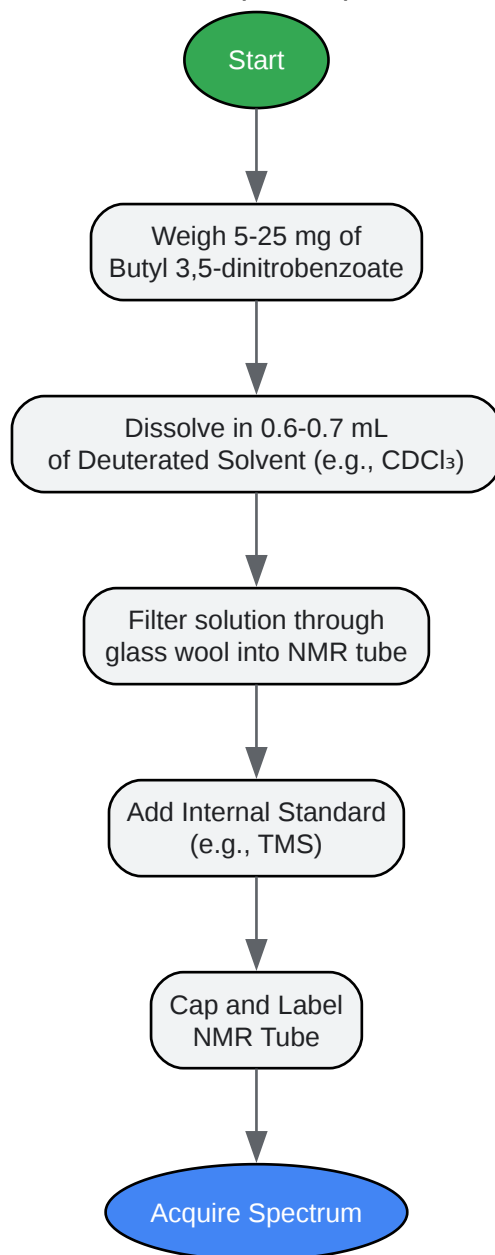 Start
Weigh 5-25 mg of
Butyl 3,5-dinitrobenzoate
Dissolve in 0.6-0.7 mL
of Deuterated Solvent (e.g., CDCl₃)
Filter solution through
glass wool into NMR tube
Add Internal Standard
(e.g., TMS)
Cap and Label
NMR Tube
Acquire Spectrum